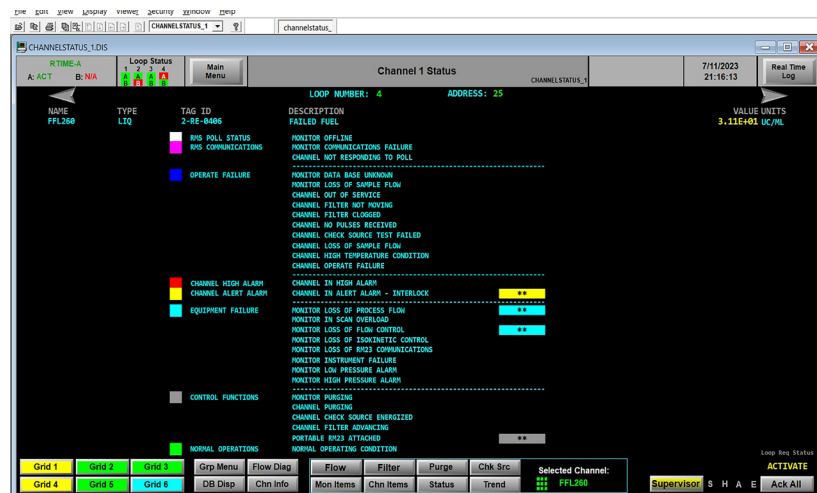 File Edit View Display Viewer Security Window Help
CHANNELSTATUS_1 channelstatus_
CHANNELSTATUS_1.DIS
RTIME-A
A: ACT B: N/A
Loop Status
1 2 3 4
A A A A
B B B B
Main Menu
Channel 1 Status
CHANNELSTATUS_1
7/11/2023
21:16:13
Real Time Log
LOOP NUMBER: 4 ADDRESS: 25
NAME TYPE TAG ID DESCRIPTION VALUE UNITS
FFL260 LIQ 2-RE-0406 FAILED FUEL 3.11E+01 UC/ML
RMS POLL STATUS MONITOR OFFLINE
RMS COMMUNICATIONS MONITOR COMMUNICATIONS FAILURE
CHANNEL NOT RESPONDING TO POLL
OPERATE FAILURE MONITOR DATA BASE UNKNOWN
MONITOR LOSS OF SAMPLE FLOW
CHANNEL OUT OF SERVICE
CHANNEL FILTER NOT MOVING
CHANNEL FILTER CLOGGED
CHANNEL NO PULSES RECEIVED
CHANNEL CHECK SOURCE TEST FAILED
CHANNEL LOSS OF SAMPLE FLOW
CHANNEL HIGH TEMPERATURE CONDITION
CHANNEL OPERATE FAILURE
CHANNEL HIGH ALARM CHANNEL IN HIGH ALARM
CHANNEL ALERT ALARM CHANNEL IN ALERT ALARM - INTERLOCK **
EQUIPMENT FAILURE MONITOR LOSS OF PROCESS FLOW **
MONITOR IN SCAN OVERLOAD
MONITOR LOSS OF FLOW CONTROL **
MONITOR LOSS OF ISOKINETIC CONTROL
MONITOR LOSS OF RM23 COMMUNICATIONS
MONITOR INSTRUMENT FAILURE
MONITOR LOW PRESSURE ALARM
MONITOR HIGH PRESSURE ALARM
CONTROL FUNCTIONS MONITOR PURGING
CHANNEL PURGING
CHANNEL CHECK SOURCE ENERGIZED
CHANNEL FILTER ADVANCING
PORTABLE RM23 ATTACHED **
NORMAL OPERATIONS NORMAL OPERATING CONDITION
Loop Req Status
Grid 1 Grid 2 Grid 3 Grp Menu Flow Diag Flow Filter Purge Chk Src Selected Channel: ACTIVATE
Grid 4 Grid 5 Grid 6 DB Disp Chn Info Mon Items Chn Items Status Trend FFL260 Supervisor S H A E Ack All